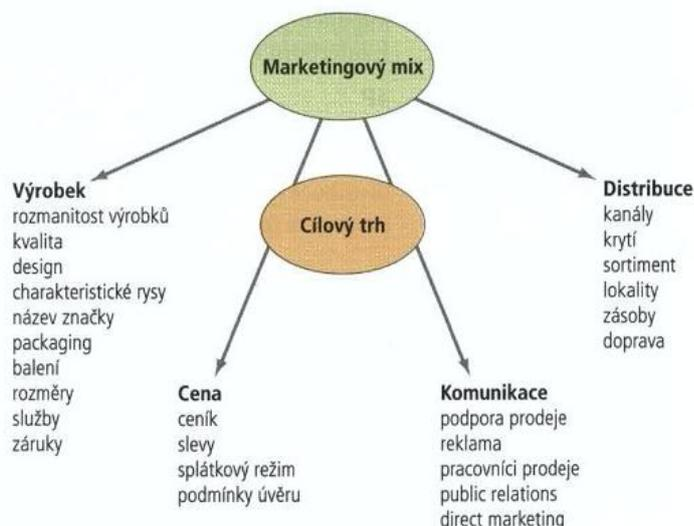 Marketingový mix
Cílový trh
Výrobek
rozmanitost výrobků
kvalita
design
charakteristické rysy
název značky
packaging
balení
rozměry
služby
záruky
Cena
ceník
slevy
splátkový režim
podmínky úvěru
Komunikace
podpora prodeje
reklama
pracovníci prodeje
public relations
direct marketing
Distribuce
kanály
krytí
sortiment
lokality
zásoby
doprava